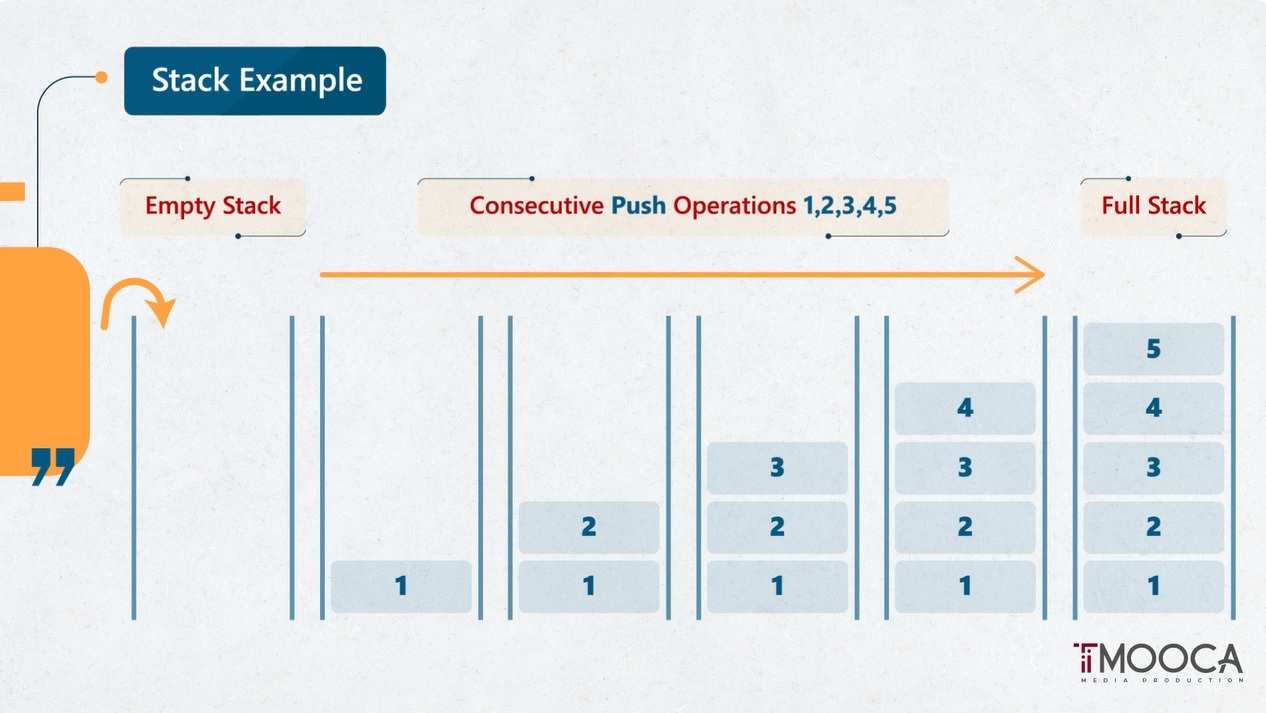 Stack Example
Empty Stack
Consecutive Push Operations 1,2,3,4,5
Full Stack
5
4
4
3
3
3
2
2
2
2
1
1
1
1
1
TIMOOCA
MEDIA PRODUCTION